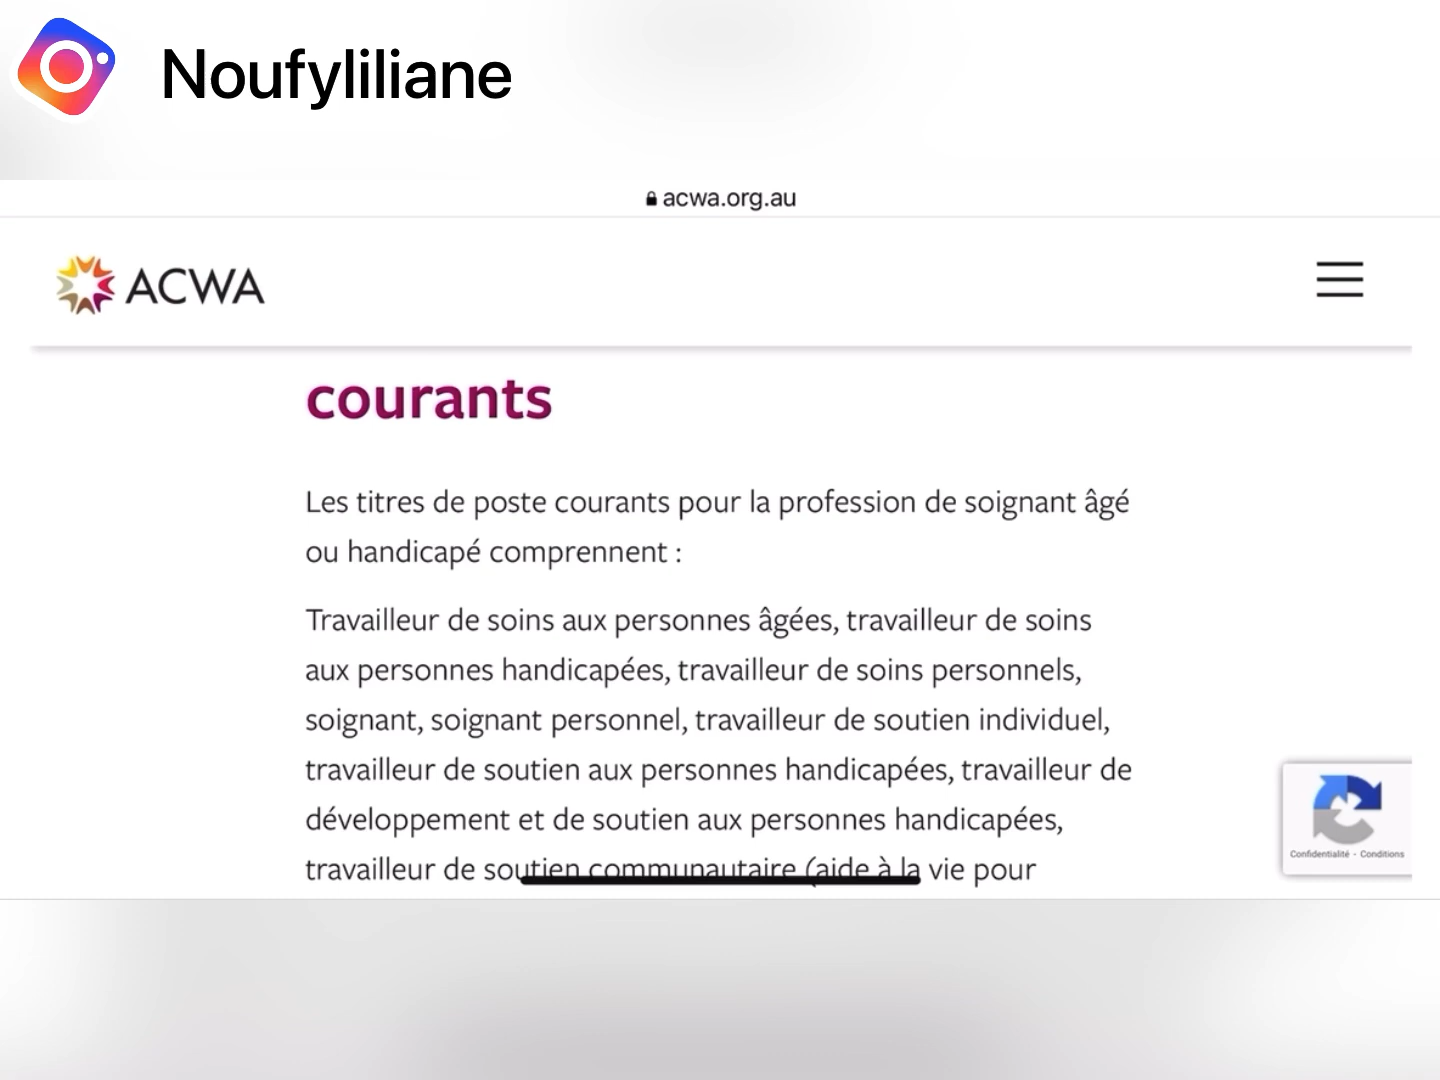 Noufyliliane
acwa.org.au
ACWA
courants
Les titres de poste courants pour la profession de soignant âgé
ou handicapé comprennent :
Travailleur de soins aux personnes âgées, travailleur de soins
aux personnes handicapées, travailleur de soins personnels,
soignant, soignant personnel, travailleur de soutien individuel,
travailleur de soutien aux personnes handicapées, travailleur de
développement et de soutien aux personnes handicapées,
travailleur de soutien communautaire (aide à la vie pour
Confidentialité - Conditions